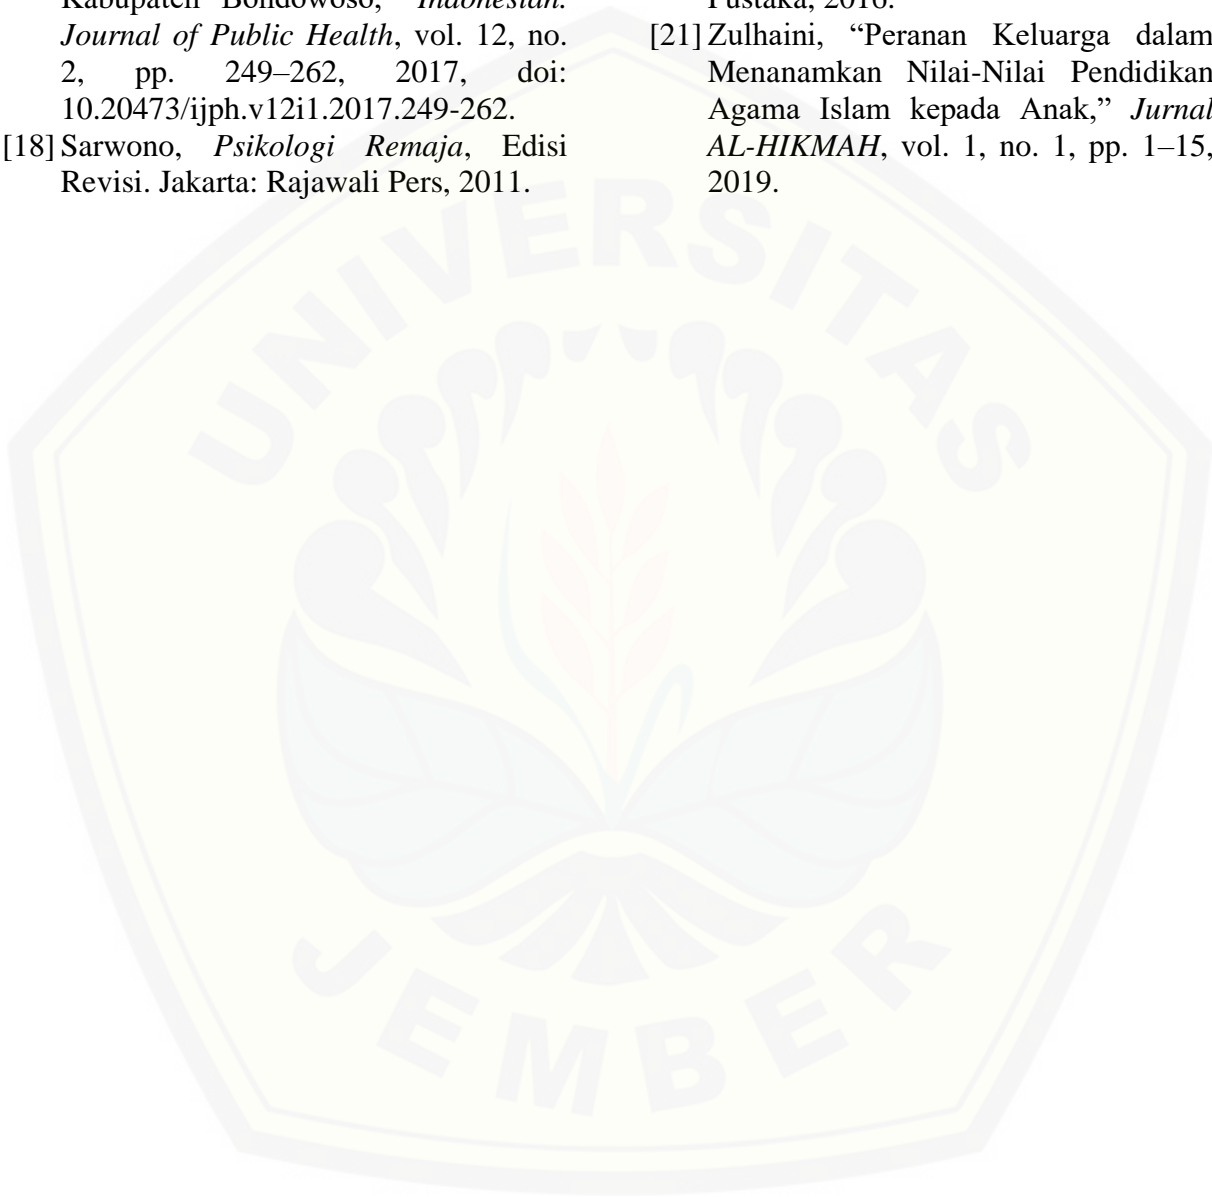 Kabupaten Bondowoso,” Indonesian.
Journal of Public Health, vol. 12, no.
2, pp. 249–262, 2017, doi:
10.20473/ijph.v12i1.2017.249-262.
[18] Sarwono, Psikologi Remaja, Edisi
Revisi. Jakarta: Rajawali Pers, 2011.
Pustaka, 2016.
[21] Zulhaini, “Peranan Keluarga dalam
Menanamkan Nilai-Nilai Pendidikan
Agama Islam kepada Anak,” Jurnal
AL-HIKMAH, vol. 1, no. 1, pp. 1–15,
2019.
UNIVERSITAS
JEMBER